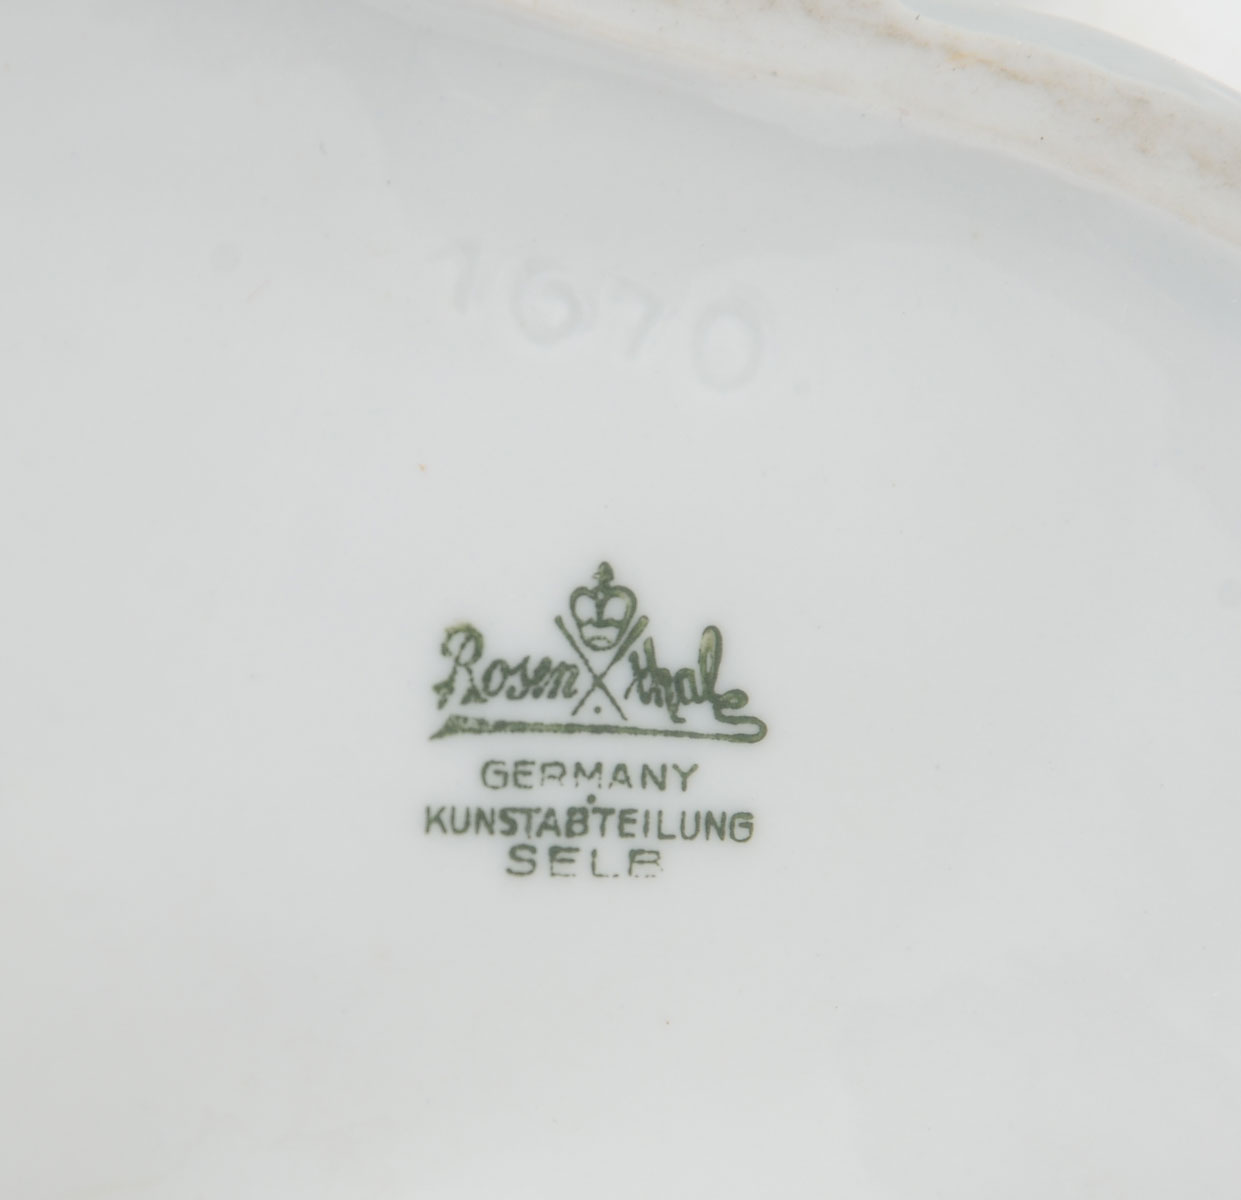 1670.
Rosenthal
GERMANY
KUNSTABTEILUNG
SELB